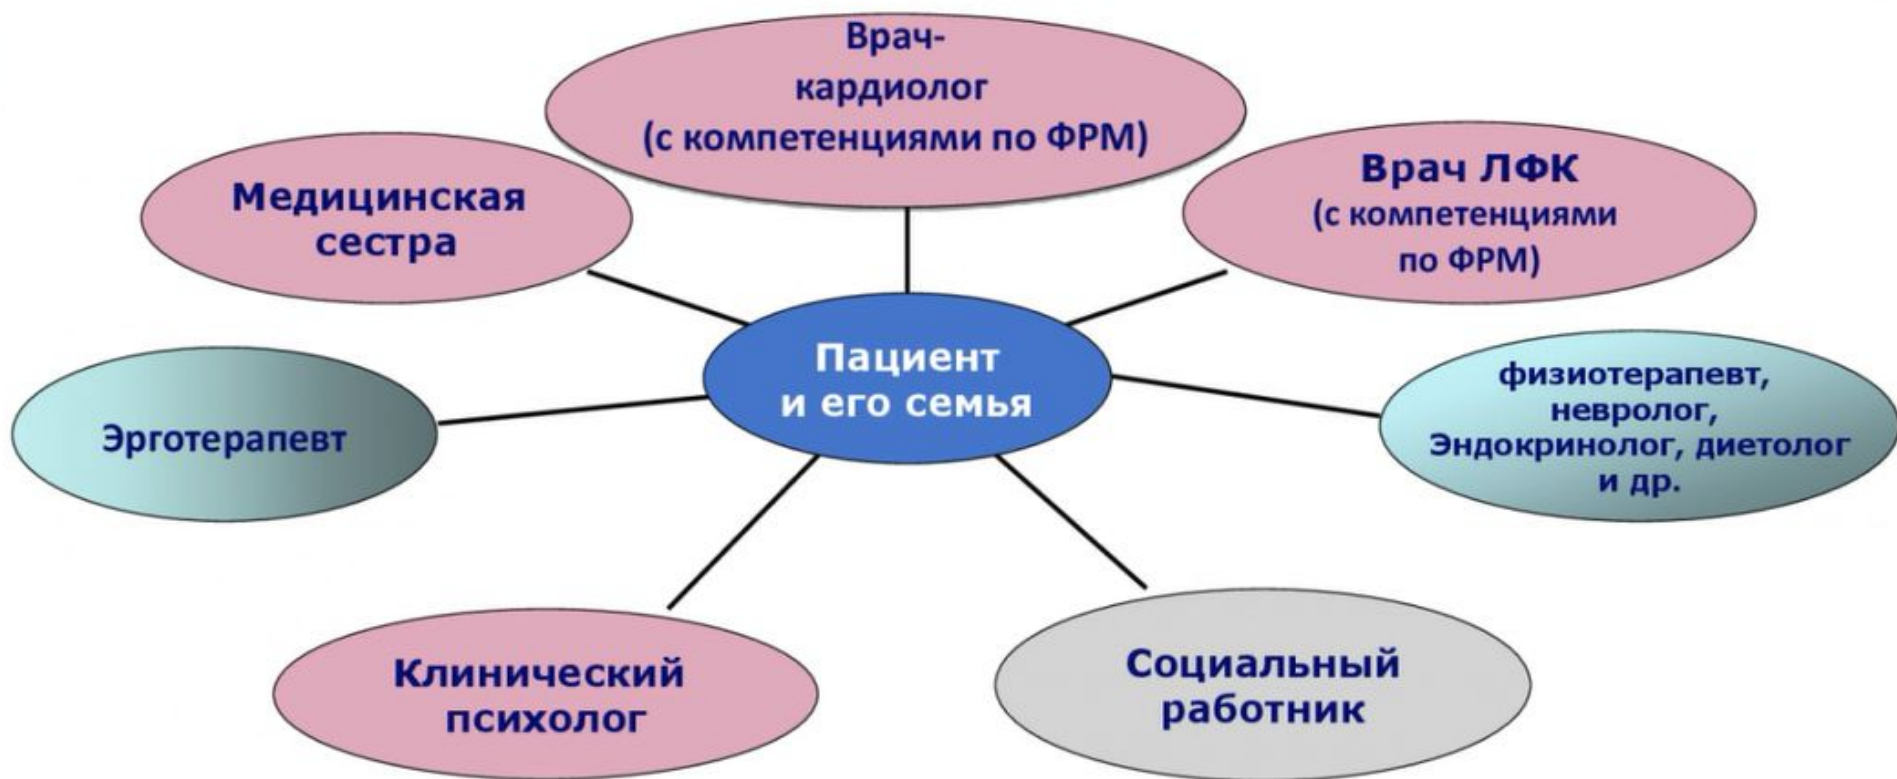 Врач-
кардиолог
(с компетенциями по ФРМ)
Медицинская
сестра
Врач ЛФК
(с компетенциями
по ФРМ)
Пациент
и его семья
Эрготерапевт
физиотерапевт,
невролог,
Эндокринолог, диетолог
и др.
Клинический
психолог
Социальный
работник